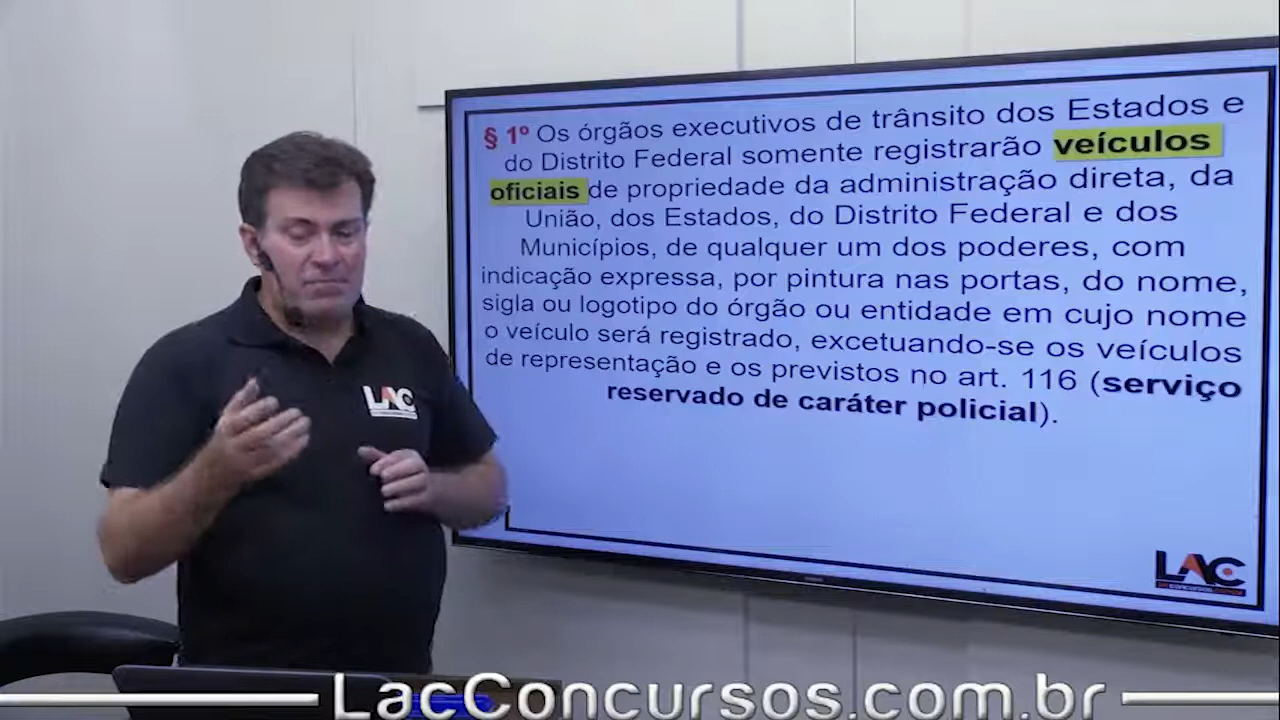 § 1º Os órgãos executivos de trânsito dos Estados e
do Distrito Federal somente registrarão veículos
oficiais de propriedade da administração direta, da
União, dos Estados, do Distrito Federal e dos
Municípios, de qualquer um dos poderes, com
indicação expressa, por pintura nas portas, do nome,
sigla ou logotipo do órgão ou entidade em cujo nome
o veículo será registrado, excetuando-se os veículos
de representação e os previstos no art. 116 (serviço
reservado de caráter policial).
LAC
LAC
LacConcursos.com.br